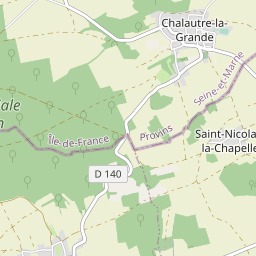 Chalautre-la-
Grande
Seine-et-Marne
Île-de-France
Provins
Saint-Nicola
la-Chapelle
D 140